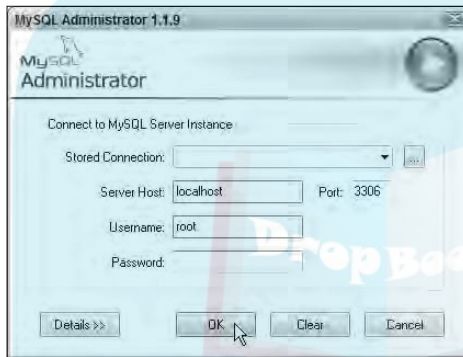 MySQL Administrator 1.1.9
MySQL
Administrator
Connect to MySQL Server Instance
Stored Connection:
...
Server Host: localhost Port: 3306
Username: root
Password:
Details >> OK Clear Cancel
DropBoo